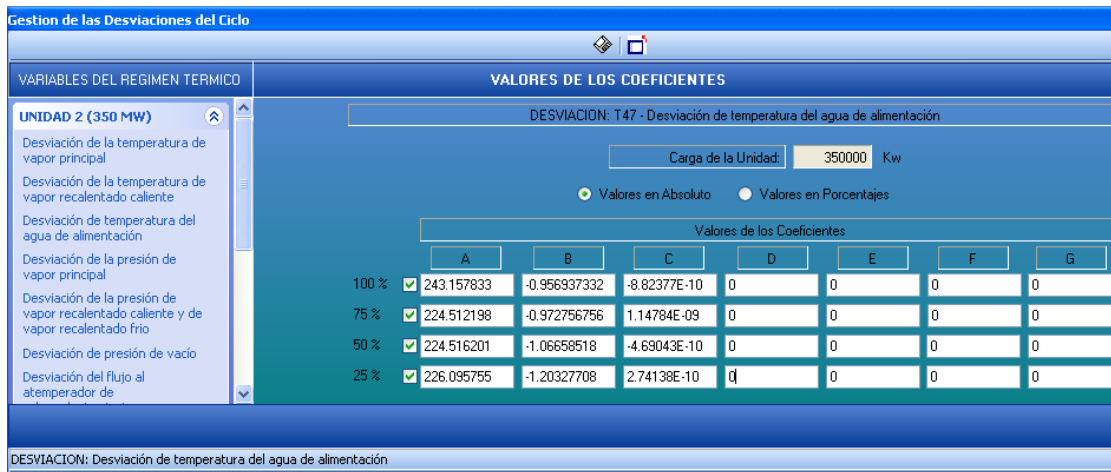 Gestion de las Desviaciones del Ciclo
VARIABLES DEL REGIMEN TERMICO
VALORES DE LOS COEFICIENTES
UNIDAD 2 (350 MW)
Desviación de la temperatura de
vapor principal
Desviación de la temperatura de
vapor recalentado caliente
Desviación de temperatura del
agua de alimentación
Desviación de la presión de
vapor principal
Desviación de la presión de
vapor recalentado caliente y de
vapor recalentado frio
Desviación de presión de vacío
Desviación del flujo al
atemperador de
DESVIACION: T47 - Desviación de temperatura del agua de alimentación
Carga de la Unidad: 350000 Kw
Valores en Absoluto Valores en Porcentajes
Valores de los Coeficientes
A B C D E F G
100 % 243.157833 -0.956937332 -8.82377E-10 0 0 0 0
75 % 224.512198 -0.972756756 1.14784E-09 0 0 0 0
50 % 224.516201 -1.06658518 -4.69043E-10 0 0 0 0
25 % 226.095755 -1.20327708 2.74138E-10 0 0 0 0
DESVIACION: Desviación de temperatura del agua de alimentación